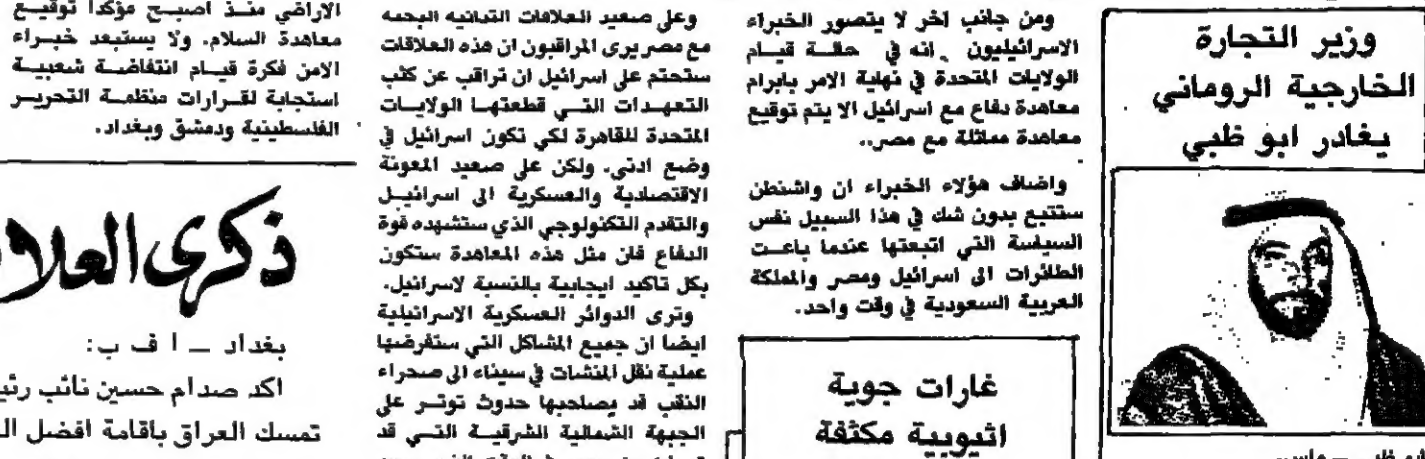 وزير التجارة
الخارجية الروماني
يغادر ابو ظبي
ومن جانب اخر لا يتصور الخبراء
الاسرائيليون انه في حالة قيام
الولايات المتحدة في نهاية الامر بابرام
معاهدة دفاع مع اسرائيل الا يتم توقيع
معاهدة مماثلة مع مصر..
واضاف هؤلاء الخبراء ان واشنطن
ستتبع بدون شك في هذا السبيل نفس
السياسة التي اتبعتها عندما باعت
الطائرات الى اسرائيل ومصر والمملكة
العربية السعودية في وقت واحد.
غارات جوية
اثيوبية مكثفة
وعلى صعيد العلاقات الثنائية
مع مصر يرى المراقبون ان هذه العلاقات
ستحتم على اسرائيل ان تراقب عن كثب
التعهدات التي قطعتها الولايات
المتحدة للقاهرة لكي تكون اسرائيل في
وضع ادنى. ولكن على صعيد المعونة
الاقتصادية والعسكرية الى اسرائيل
والتقدم التكنولوجي الذي ستشهده قوة
الدفاع فان مثل هذه المعاهدة ستكون
بكل تاكيد ايجابية بالنسبة لاسرائيل.
وترى الدوائر العسكرية الاسرائيلية
ايضا ان جميع المشاكل التي ستفرضها
عملية نقل المنشات في سيناء الى صحراء
النقب قد يصاحبها حدوث توتر على
الجبهة الشمالية الشرقية التي قد
الاراضي منذ اصبح مؤكدا توقيع
معاهدة السلام. ولا يستبعد خبراء
الامن فكرة قيام انتفاضة شعبية
استجابة لقرارات منظمة التحرير
الفلسطينية ودمشق وبغداد.
ذكرى العلا
بغداد ــ ا ف ب:
اكد صدام حسين نائب رئي
تمسك العراق باقامة افضل ال